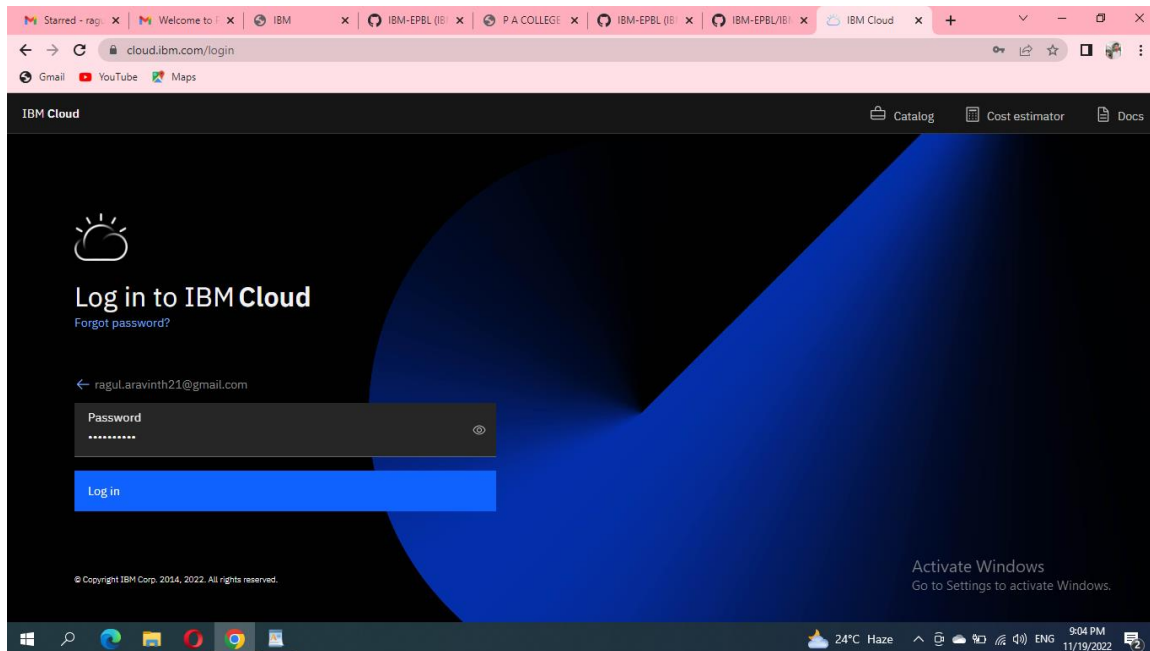 Starred - ragu
Welcome to F
IBM
IBM-EPBL (IB
P A COLLEGE
IBM-EPBL (IB
IBM-EPBL/IB
IBM Cloud
cloud.ibm.com/login
Gmail
YouTube
Maps
IBM Cloud
Catalog
Cost estimator
Docs
Log in to IBM Cloud
Forgot password?
ragul.aravinth21@gmail.com
Password
Log in
© Copyright IBM Corp. 2014, 2022. All rights reserved.
Activate Windows
Go to Settings to activate Windows.
24°C Haze
ENG
9:04 PM
11/19/2022
2